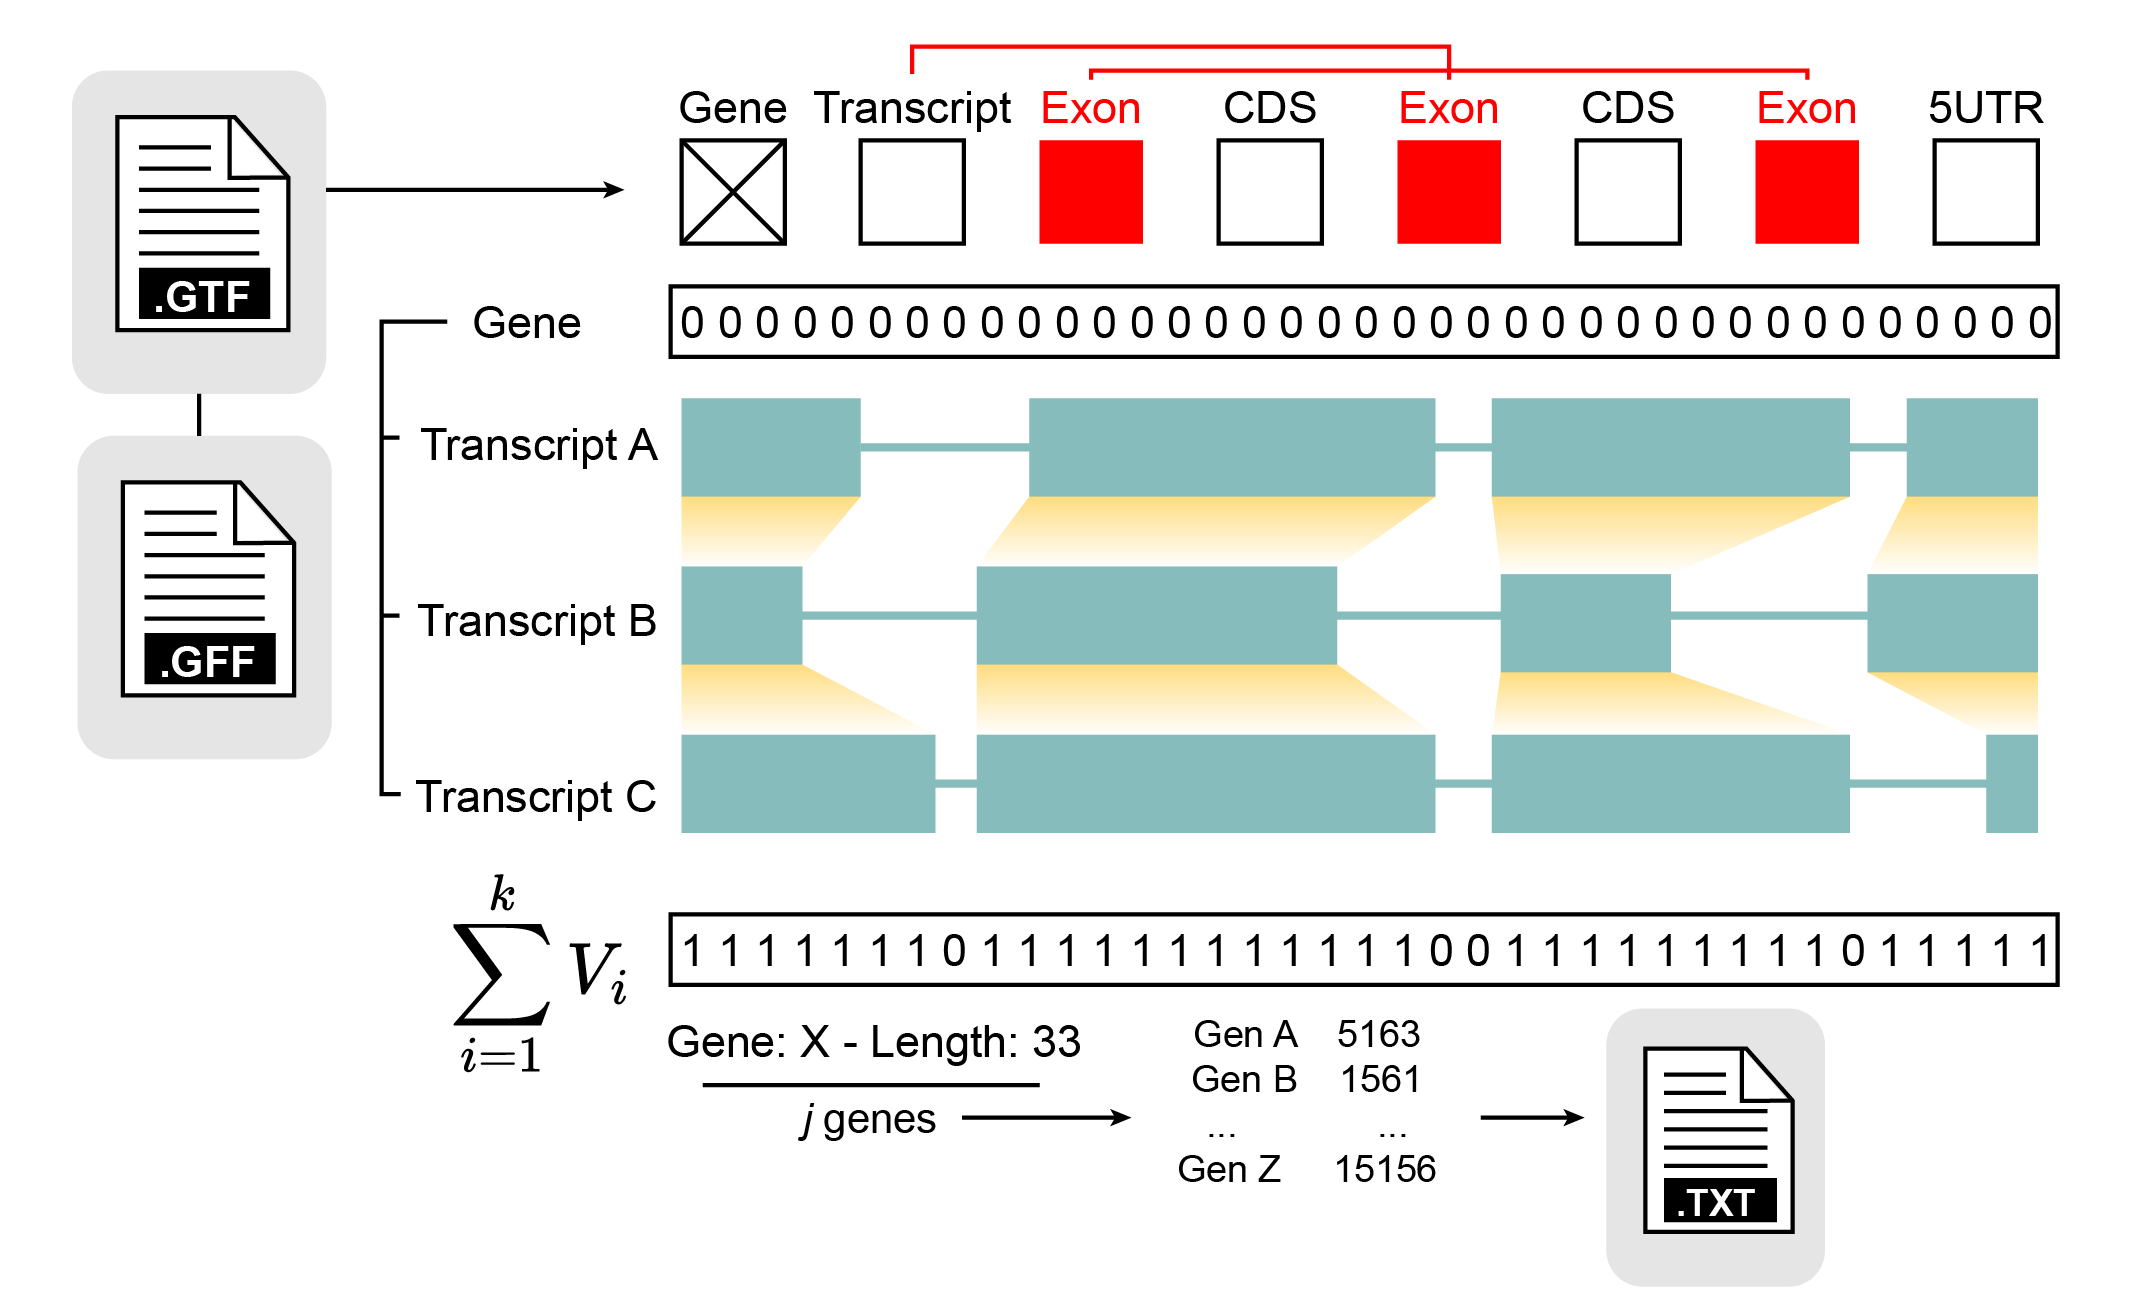 Gene Transcript Exon CDS Exon CDS Exon 5UTR
.GTF
Gene 0 0 0 0 0 0 0 0 0 0 0 0 0 0 0 0 0 0 0 0 0 0 0 0 0 0 0 0 0 0 0 0 0 0 0 0 0
Transcript A
Transcript B
.GFF
Transcript C
k
∑ V_i
i=1
1 1 1 1 1 1 1 0 1 1 1 1 1 1 1 1 1 1 1 1 0 0 1 1 1 1 1 1 1 1 1 0 1 1 1 1 1
Gene: X - Length: 33
j genes
Gen A 5163
Gen B 1561
... ...
Gen Z 15156
.TXT